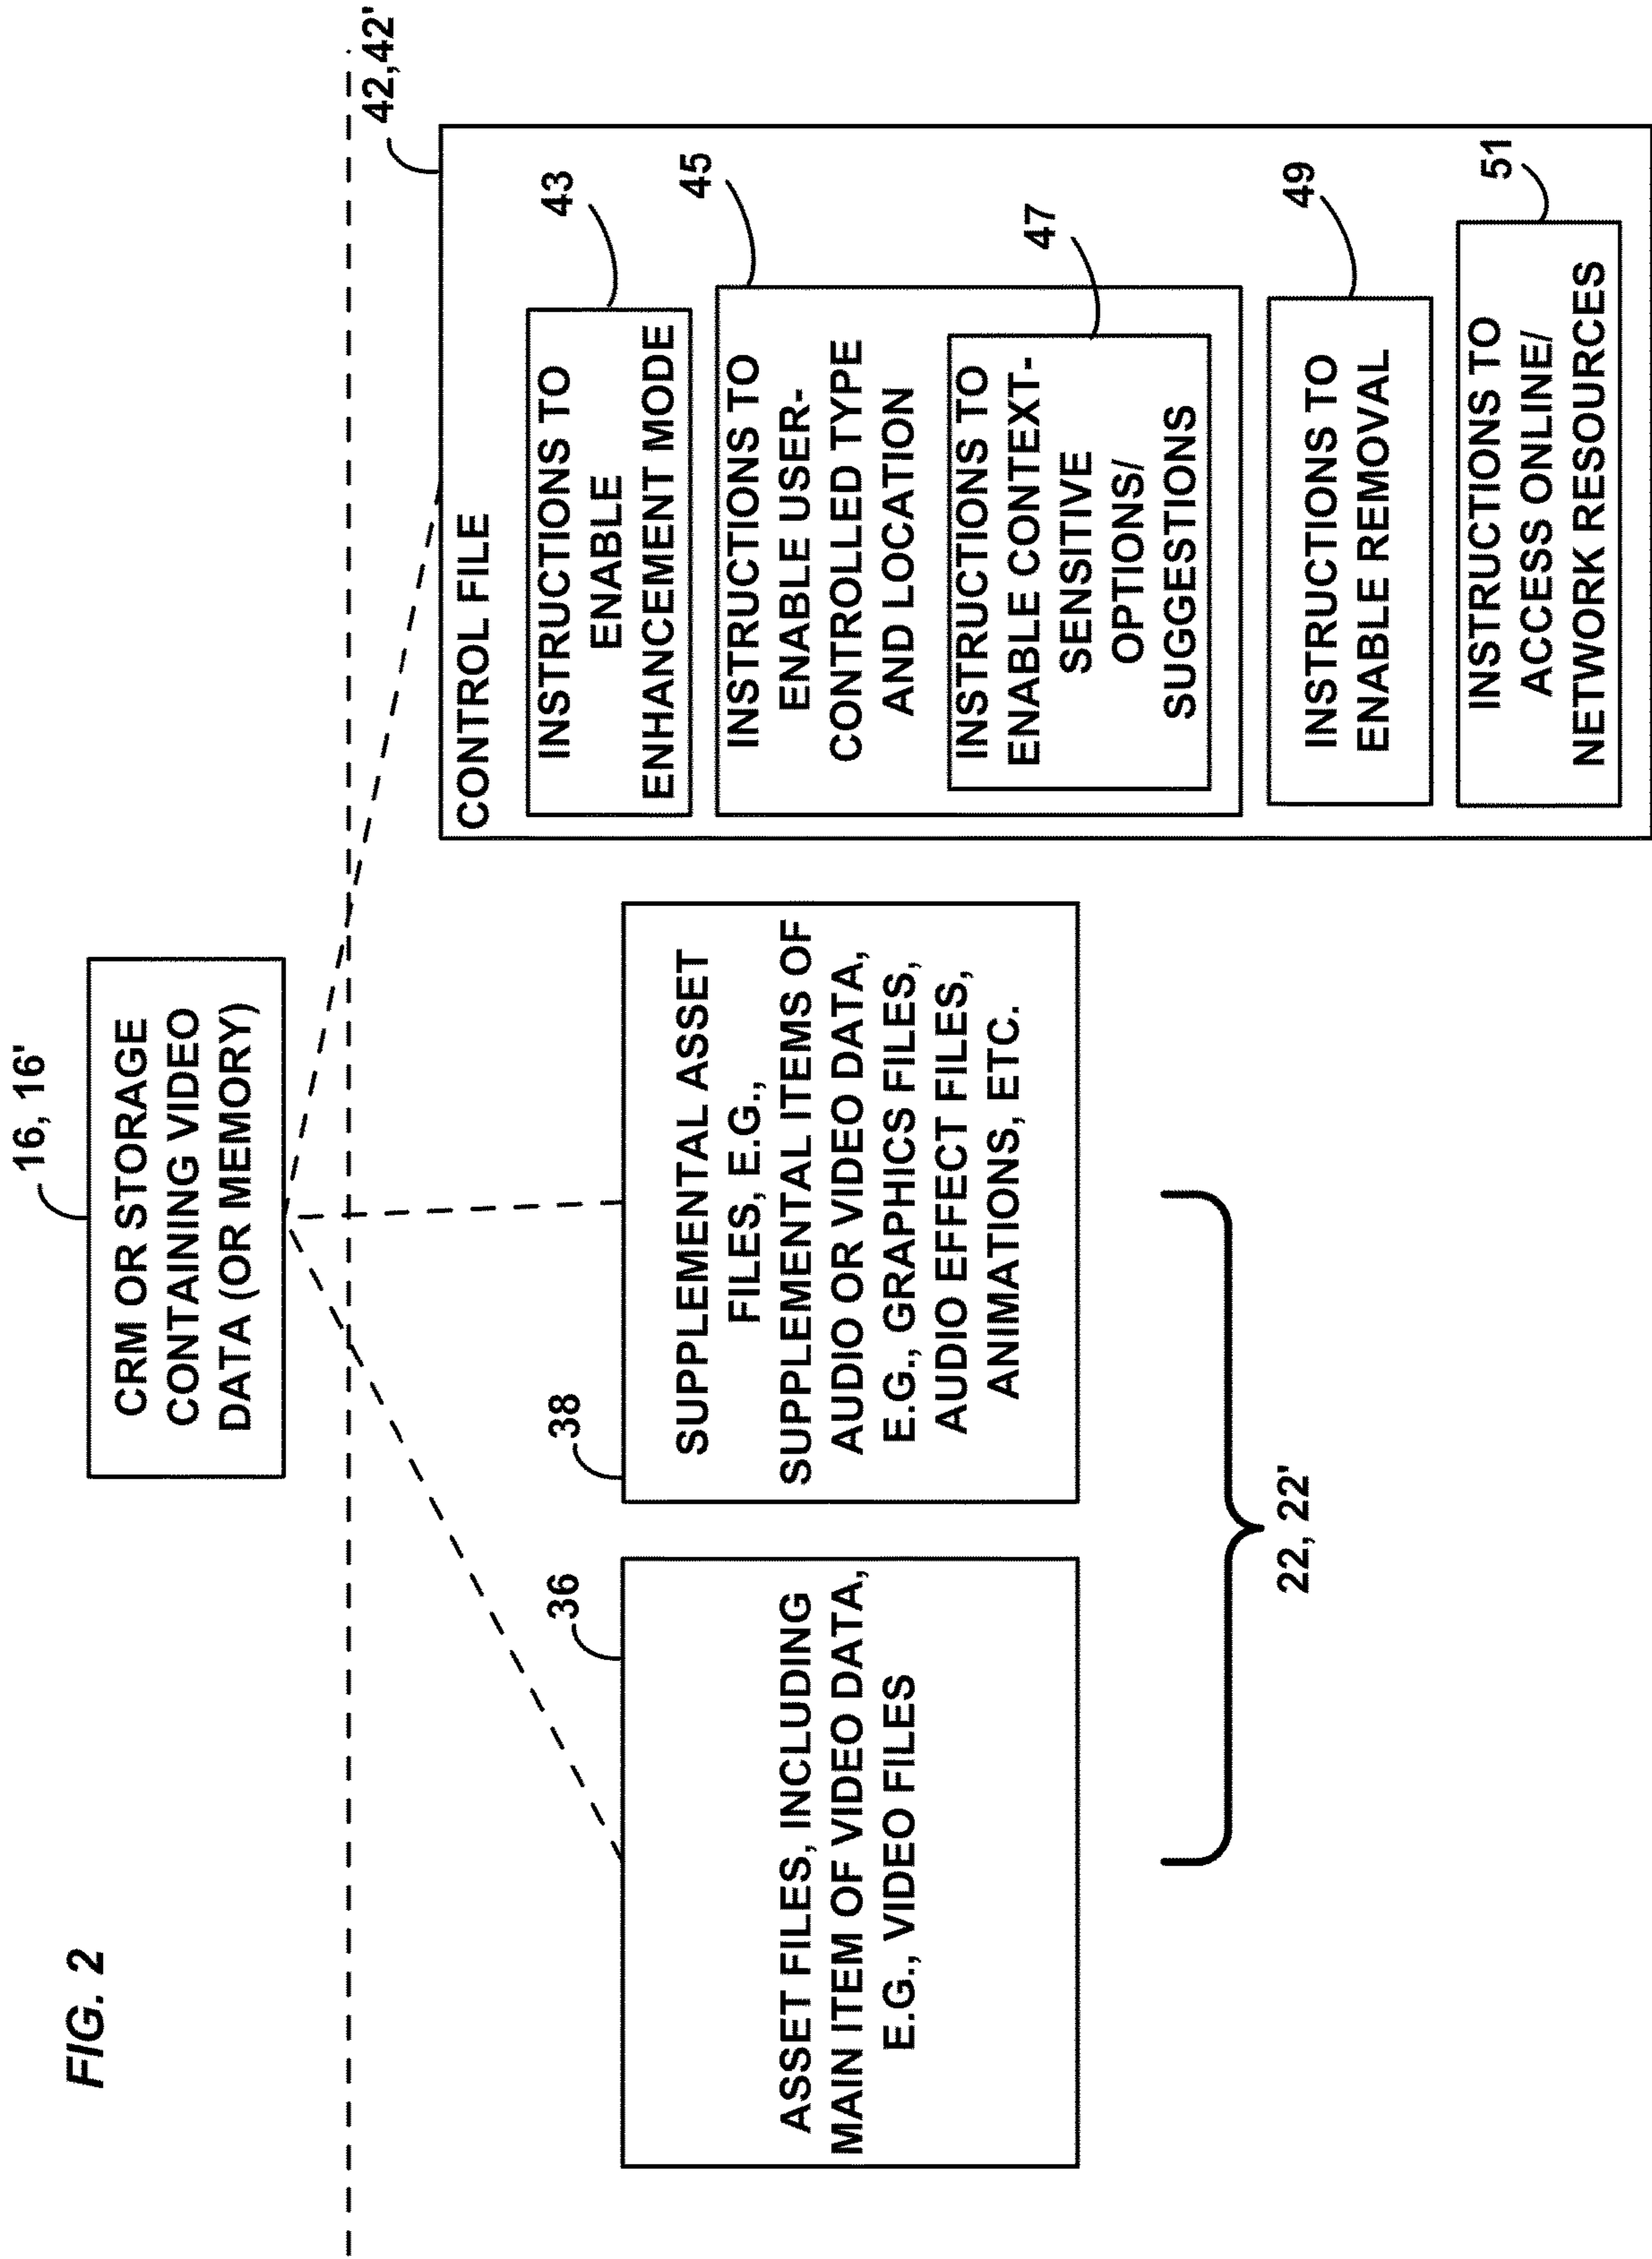 FIG. 2
16, 16'
CRM OR STORAGE
CONTAINING VIDEO
DATA (OR MEMORY)
36
ASSET FILES, INCLUDING
MAIN ITEM OF VIDEO DATA,
E.G., VIDEO FILES
38
SUPPLEMENTAL ASSET
FILES, E.G.,
SUPPLEMENTAL ITEMS OF
AUDIO OR VIDEO DATA,
E.G., GRAPHICS FILES,
AUDIO EFFECT FILES,
ANIMATIONS, ETC.
22, 22'
42,42'
CONTROL FILE
43
INSTRUCTIONS TO
ENABLE
ENHANCEMENT MODE
45
INSTRUCTIONS TO
ENABLE USER-
CONTROLLED TYPE
AND LOCATION
47
INSTRUCTIONS TO
ENABLE CONTEXT-
SENSITIVE
OPTIONS/
SUGGESTIONS
49
INSTRUCTIONS TO
ENABLE REMOVAL
51
INSTRUCTIONS TO
ACCESS ONLINE/
NETWORK RESOURCES